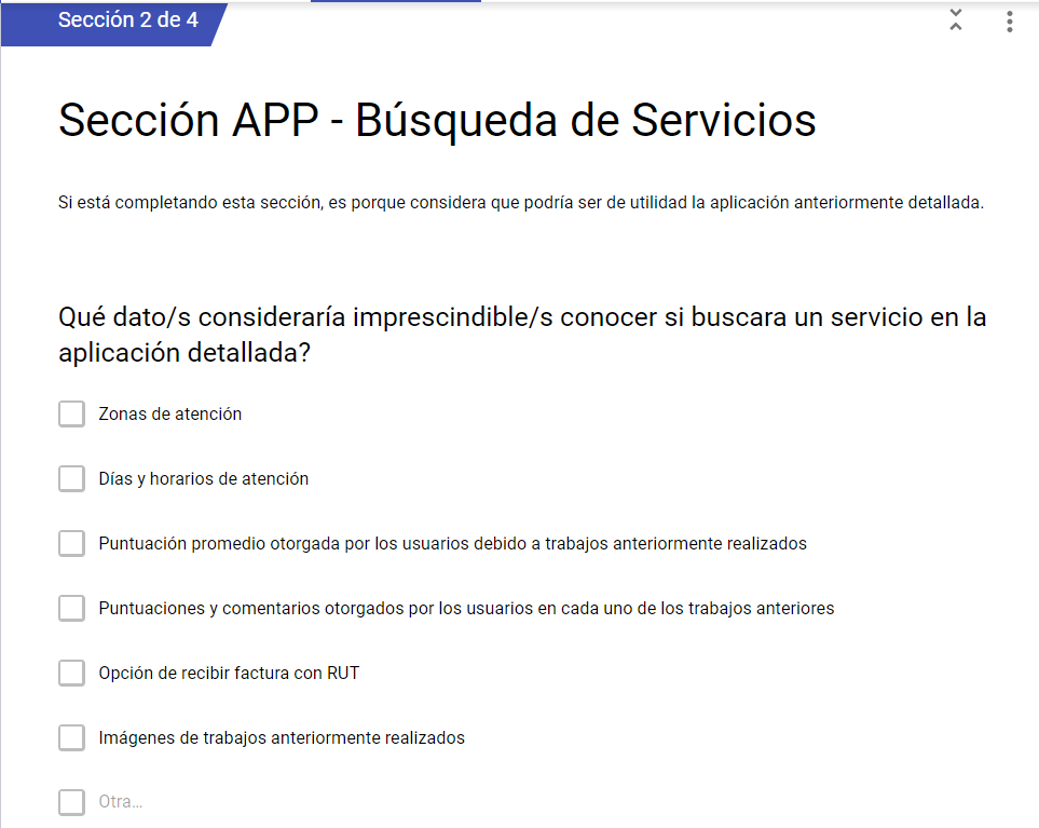 Sección 2 de 4
Sección APP - Búsqueda de Servicios
Si está completando esta sección, es porque considera que podría ser de utilidad la aplicación anteriormente detallada.
Qué dato/s consideraría imprescindible/s conocer si buscara un servicio en la
aplicación detallada?
Zonas de atención
Días y horarios de atención
Puntuación promedio otorgada por los usuarios debido a trabajos anteriormente realizados
Puntuaciones y comentarios otorgados por los usuarios en cada uno de los trabajos anteriores
Opción de recibir factura con RUT
Imágenes de trabajos anteriormente realizados
Otra...